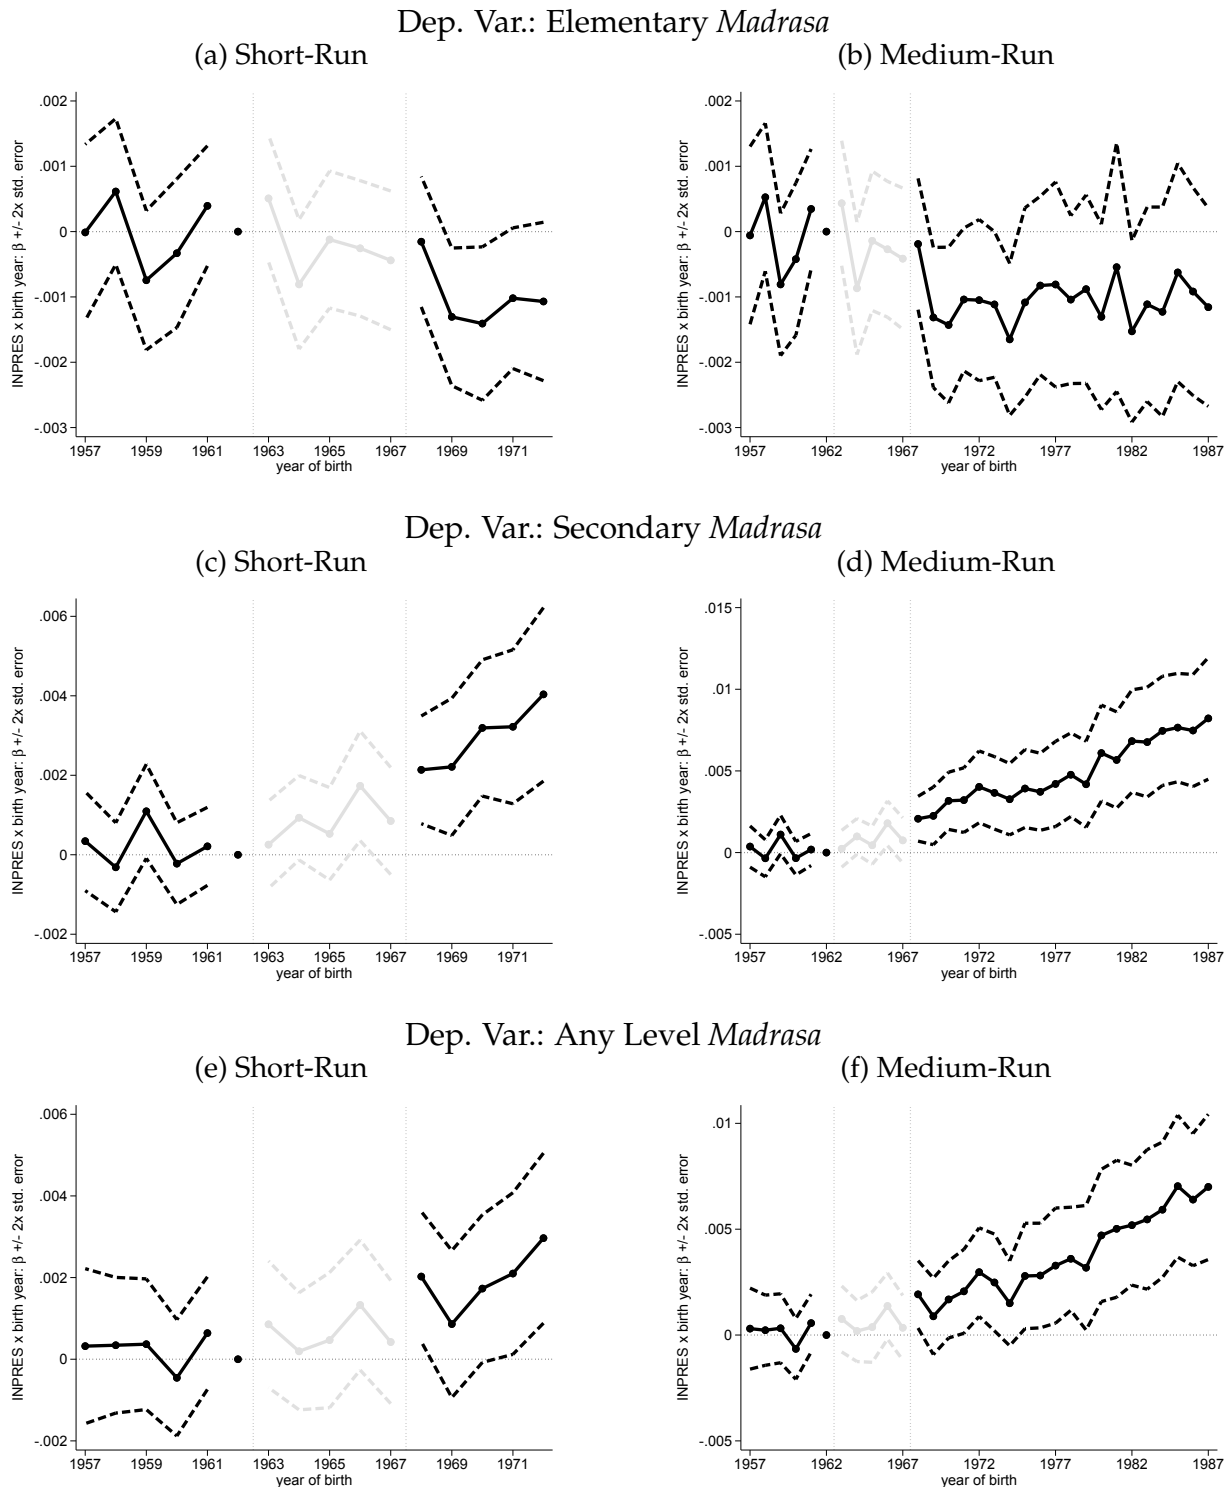 Dep. Var.: Elementary Madrasa
(a) Short-Run
INPRES x birth year: β +/- 2x std. error
.002
.001
0
-.001
-.002
-.003
1957 1959 1961 1963 1965 1967 1969 1971
year of birth
(b) Medium-Run
INPRES x birth year: β +/- 2x std. error
.002
.001
0
-.001
-.002
-.003
1957 1962 1967 1972 1977 1982 1987
year of birth
Dep. Var.: Secondary Madrasa
(c) Short-Run
INPRES x birth year: β +/- 2x std. error
.006
.004
.002
0
-.002
1957 1959 1961 1963 1965 1967 1969 1971
year of birth
(d) Medium-Run
INPRES x birth year: β +/- 2x std. error
.015
.01
.005
0
-.005
1957 1962 1967 1972 1977 1982 1987
year of birth
Dep. Var.: Any Level Madrasa
(e) Short-Run
INPRES x birth year: β +/- 2x std. error
.006
.004
.002
0
-.002
1957 1959 1961 1963 1965 1967 1969 1971
year of birth
(f) Medium-Run
INPRES x birth year: β +/- 2x std. error
.01
.005
0
-.005
1957 1962 1967 1972 1977 1982 1987
year of birth